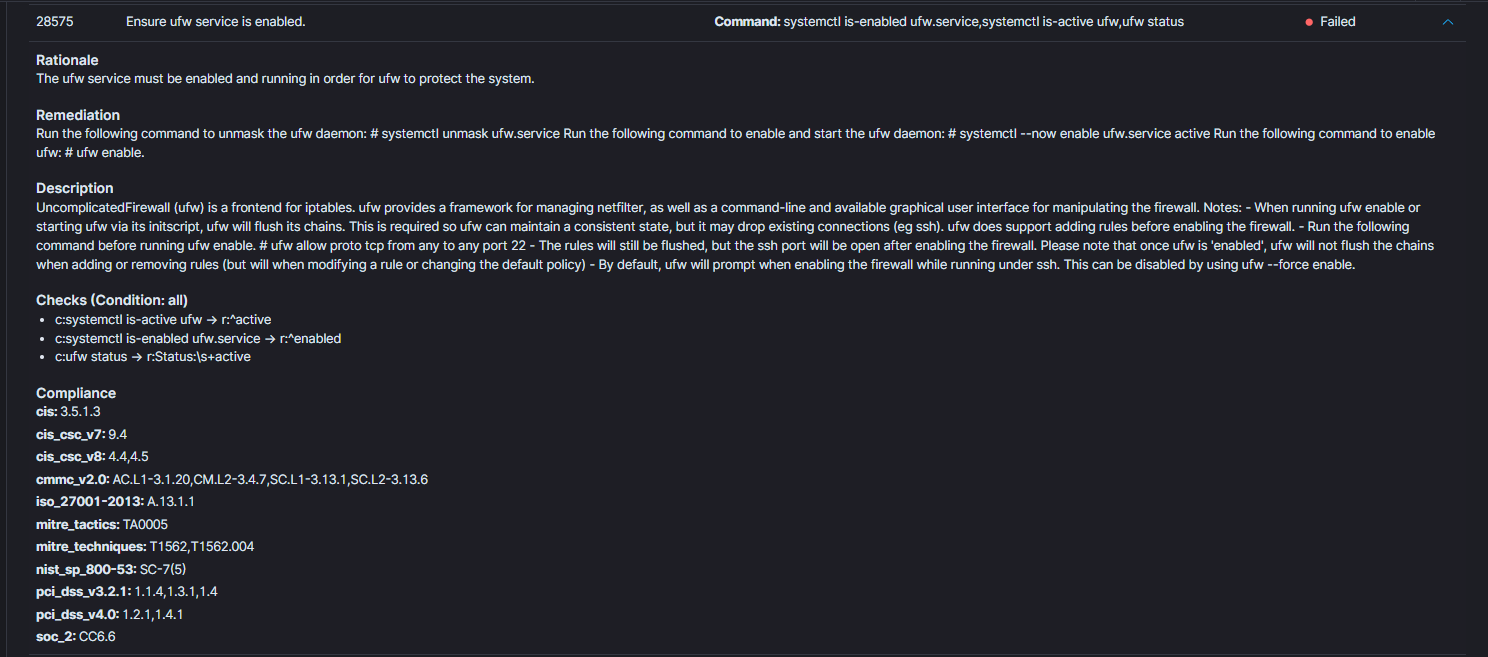 28575 Ensure ufw service is enabled. Command: systemctl is-enabled ufw.service,systemctl is-active ufw,ufw status Failed
Rationale
The ufw service must be enabled and running in order for ufw to protect the system.
Remediation
Run the following command to unmask the ufw daemon: # systemctl unmask ufw.service Run the following command to enable and start the ufw daemon: # systemctl --now enable ufw.service active Run the following command to enable
ufw: # ufw enable.
Description
UncomplicatedFirewall (ufw) is a frontend for iptables. ufw provides a framework for managing netfilter, as well as a command-line and available graphical user interface for manipulating the firewall. Notes: - When running ufw enable or
starting ufw via its initscript, ufw will flush its chains. This is required so ufw can maintain a consistent state, but it may drop existing connections (eg ssh). ufw does support adding rules before enabling the firewall. - Run the following
command before running ufw enable. # ufw allow proto tcp from any to any port 22 - The rules will still be flushed, but the ssh port will be open after enabling the firewall. Please note that once ufw is 'enabled', ufw will not flush the chains
when adding or removing rules (but will when modifying a rule or changing the default policy) - By default, ufw will prompt when enabling the firewall while running under ssh. This can be disabled by using ufw --force enable.
Checks (Condition: all)
• c:systemctl is-active ufw → r:^active
• c:systemctl is-enabled ufw.service → r:^enabled
• c:ufw status → r:Status:\s+active
Compliance
cis: 3.5.1.3
cis_csc_v7: 9.4
cis_csc_v8: 4.4,4.5
cmmc_v2.0: AC.L1-3.1.20,CM.L2-3.4.7,SC.L1-3.13.1,SC.L2-3.13.6
iso_27001-2013: A.13.1.1
mitre_tactics: TA0005
mitre_techniques: T1562,T1562.004
nist_sp_800-53: SC-7(5)
pci_dss_v3.2.1: 1.1.4,1.3.1,1.4
pci_dss_v4.0: 1.2.1,1.4.1
soc_2: CC6.6